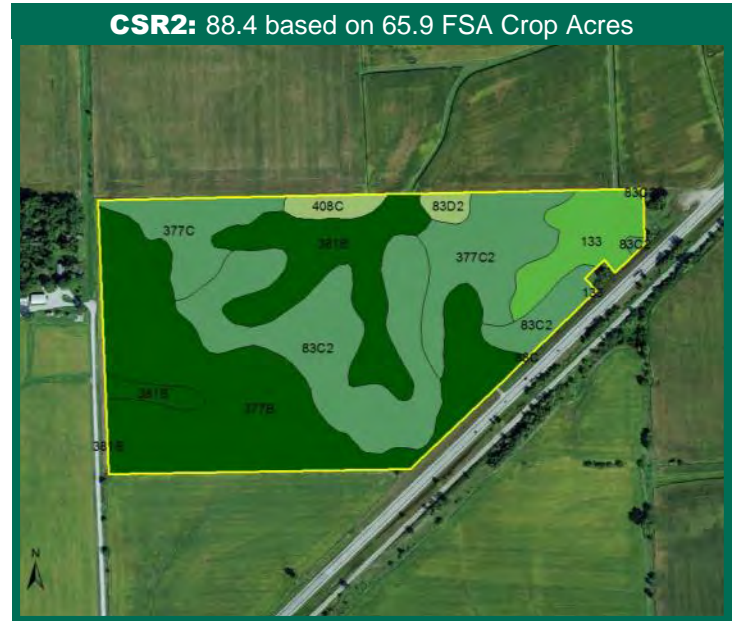 CSR2: 88.4 based on 65.9 FSA Crop Acres
408C
83D2
377C
381B
377C2
133
83C2
83C2
83C2
381B
377B
N